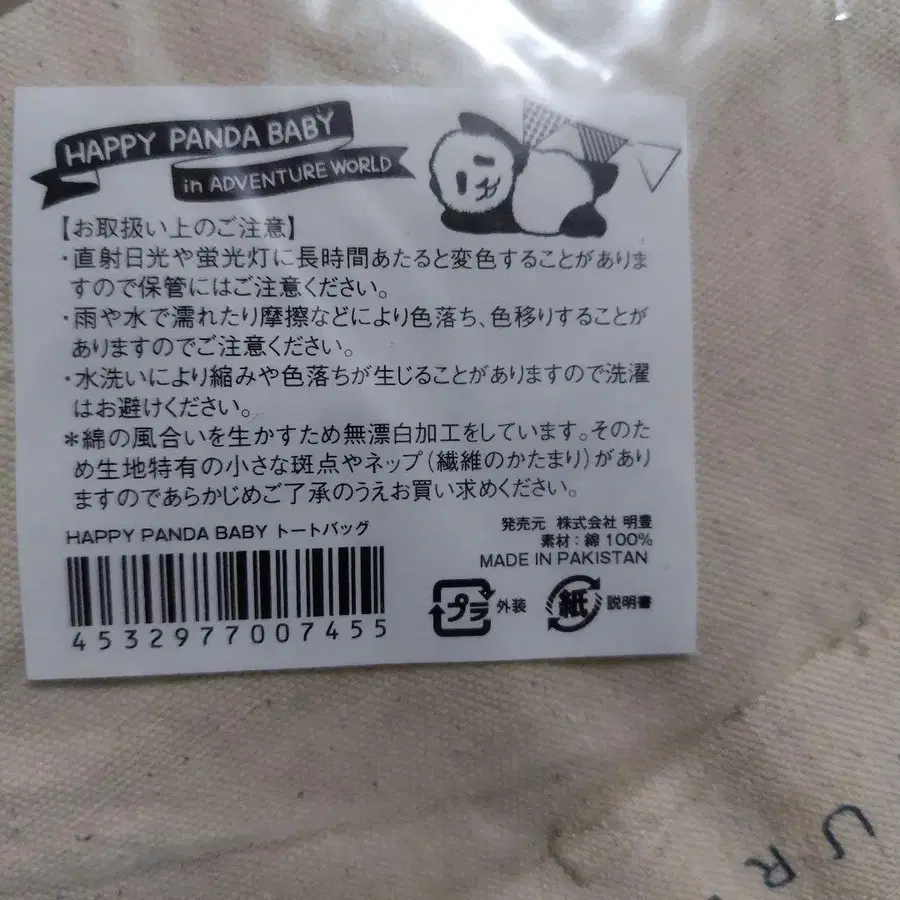 HAPPY PANDA BABY
in ADVENTURE WORLD
【お取扱い上のご注意】
・直射日光や蛍光灯に長時間あたると変色することがありま
すので保管にはご注意ください。
・雨や水で濡れたり摩擦などにより色落ち、色移りすることが
ありますのでご注意ください。
・水洗いにより縮みや色落ちが生じることがありますので洗濯
はお避けください。
*綿の風合いを生かすため無漂白加工をしています。そのた
め生地特有の小さな斑点やネップ(繊維のかたまり)があり
ますのであらかじめご了承のうえお買い求めください。
HAPPY PANDA BABY トートバッグ
4532977007455
発売元 株式会社 明豊
素材:綿 100%
MADE IN PAKISTAN
プラ 外装 紙 説明書
UR